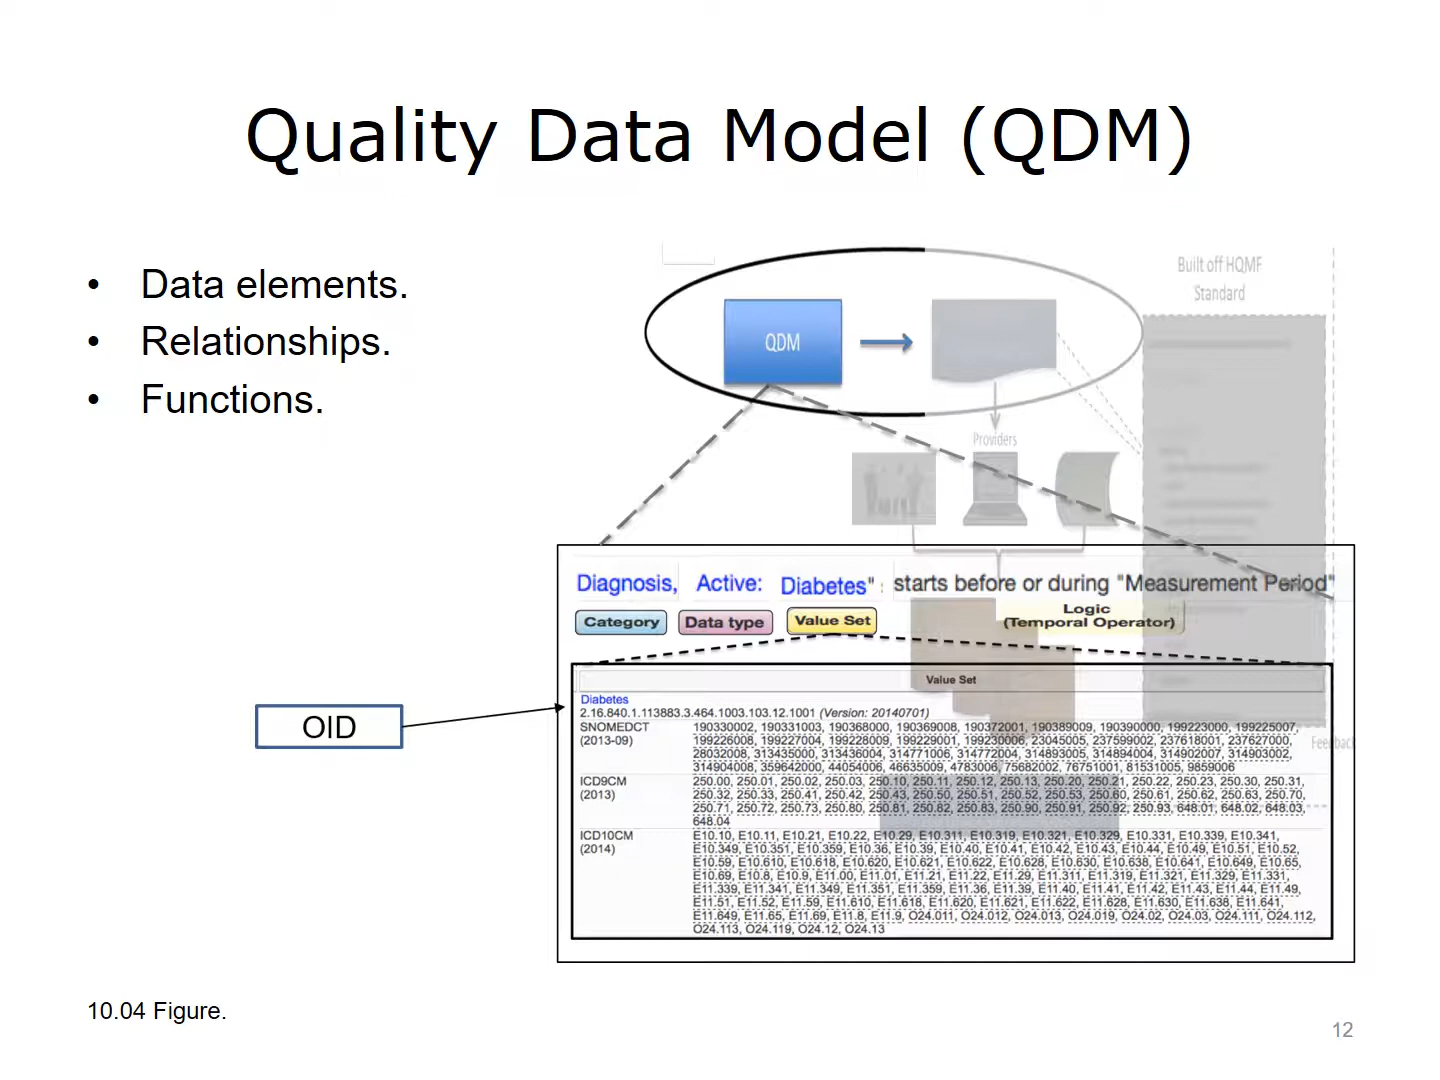 Quality Data Model (QDM)
• Data elements.
• Relationships.
• Functions.
Built off HQMF
Standard
QDM
Providers
Diagnosis, Active: Diabetes" : starts before or during "Measurement Period"
Category Data type Value Set Logic
(Temporal Operator)
OID
Value Set
Diabetes
2.16.840.1.113883.3.464.1003.103.12.1001 (Version: 20140701)
SNOMEDCT 190330002, 190331003, 190368000, 190369008, 190372001, 190389009, 190390000, 199223000, 199225007,
(2013-09) 199226008, 199227004, 199228009, 199229001, 199230006, 23045005, 237599002, 237618001, 237627000,
28032008, 313435000, 313436004, 314771006, 314772004, 314893005, 314894004, 314902007, 314903002,
314904008, 359642000, 44054006, 46635009, 4783006, 75682002, 76751001, 81531005, 9859006
ICD9CM 250.00, 250.01, 250.02, 250.03, 250.10, 250.11, 250.12, 250.13, 250.20, 250.21, 250.22, 250.23, 250.30, 250.31,
(2013) 250.32, 250.33, 250.41, 250.42, 250.43, 250.50, 250.51, 250.52, 250.53, 250.60, 250.61, 250.62, 250.63, 250.70,
250.71, 250.72, 250.73, 250.80, 250.81, 250.82, 250.83, 250.90, 250.91, 250.92, 250.93, 648.01, 648.02, 648.03,
648.04
ICD10CM E10.10, E10.11, E10.21, E10.22, E10.29, E10.311, E10.319, E10.321, E10.329, E10.331, E10.339, E10.341,
(2014) E10.349, E10.351, E10.359, E10.36, E10.39, E10.40, E10.41, E10.42, E10.43, E10.44, E10.49, E10.51, E10.52,
E10.59, E10.610, E10.618, E10.620, E10.621, E10.622, E10.628, E10.630, E10.638, E10.641, E10.649, E10.65,
E10.69, E10.8, E10.9, E11.00, E11.01, E11.21, E11.22, E11.29, E11.311, E11.319, E11.321, E11.329, E11.331,
E11.339, E11.341, E11.349, E11.351, E11.359, E11.36, E11.39, E11.40, E11.41, E11.42, E11.43, E11.44, E11.49,
E11.51, E11.52, E11.59, E11.610, E11.618, E11.620, E11.621, E11.622, E11.628, E11.630, E11.638, E11.641,
E11.649, E11.65, E11.69, E11.8, E11.9, O24.011, O24.012, O24.013, O24.019, O24.02, O24.03, O24.111, O24.112,
O24.113, O24.119, O24.12, O24.13
Feedback
10.04 Figure.
12